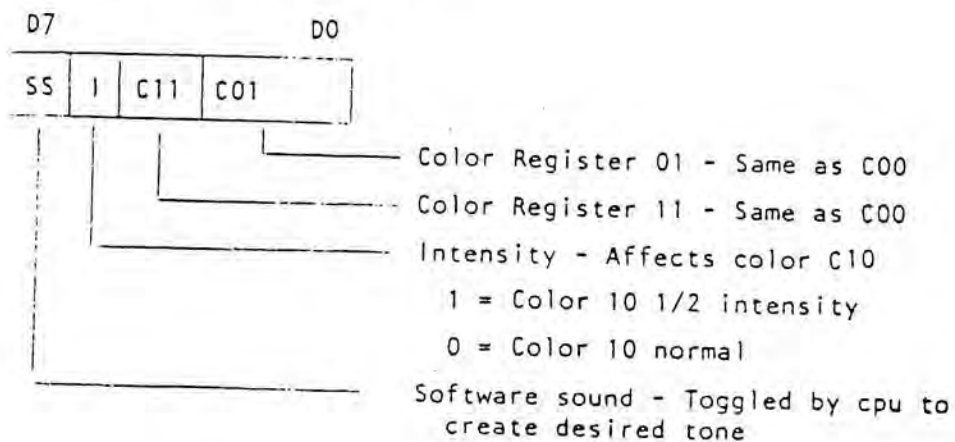 D7 D0
SS I C11 C01
Color Register 01 - Same as C00
Color Register 11 - Same as C00
Intensity - Affects color C10
1 = Color 10 1/2 intensity
0 = Color 10 normal
Software sound - Toggled by cpu to
create desired tone